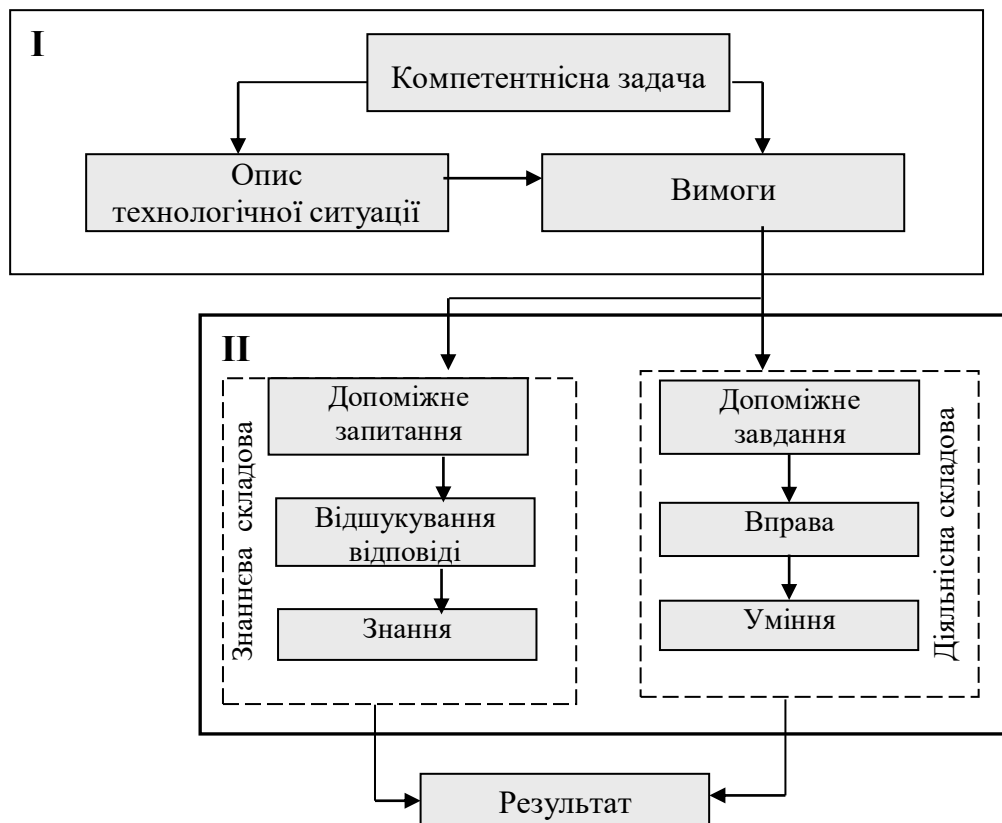 I
Компетентнісна задача
Опис
технологічної ситуації
Вимоги
II
Знаннєва складова
Допоміжне
запитання
Відшукування
відповіді
Знання
Допоміжне
завдання
Вправа
Уміння
Діяльнісна складова
Результат